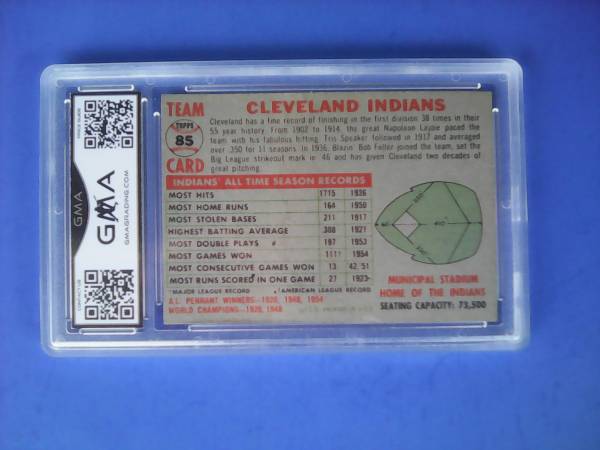 TEAM
TOPPS
85
CARD
CLEVELAND INDIANS
Cleveland has a fine record of finishing in the first division 38 times in their
55 year history. From 1902 to 1914, the great Napoleon Lajoie paced the
team with his fabulous hitting. Tris Speaker followed in 1917 and averaged
over .350 for 11 seasons. In 1936, Blazin' Bob Feller joined the team, set the
Big League strikeout mark in '46 and has given Cleveland two decades of
great pitching.
INDIANS' ALL TIME SEASON RECORDS
MOST HITS 1715 1936
MOST HOME RUNS 164 1950
MOST STOLEN BASES 211 1917
HIGHEST BATTING AVERAGE 308 1921
MOST DOUBLE PLAYS 197 1953
MOST GAMES WON 111† 1954
MOST CONSECUTIVE GAMES WON 13 42, 51
MOST RUNS SCORED IN ONE GAME 27 1923
*MAJOR LEAGUE RECORD †AMERICAN LEAGUE RECORD
A.L. PENNANT WINNERS—1920, 1948, 1954
WORLD CHAMPIONS—1920, 1948
MUNICIPAL STADIUM
HOME OF THE INDIANS
SEATING CAPACITY: 73,500
GMA
GMA
GMAGRADING.COM